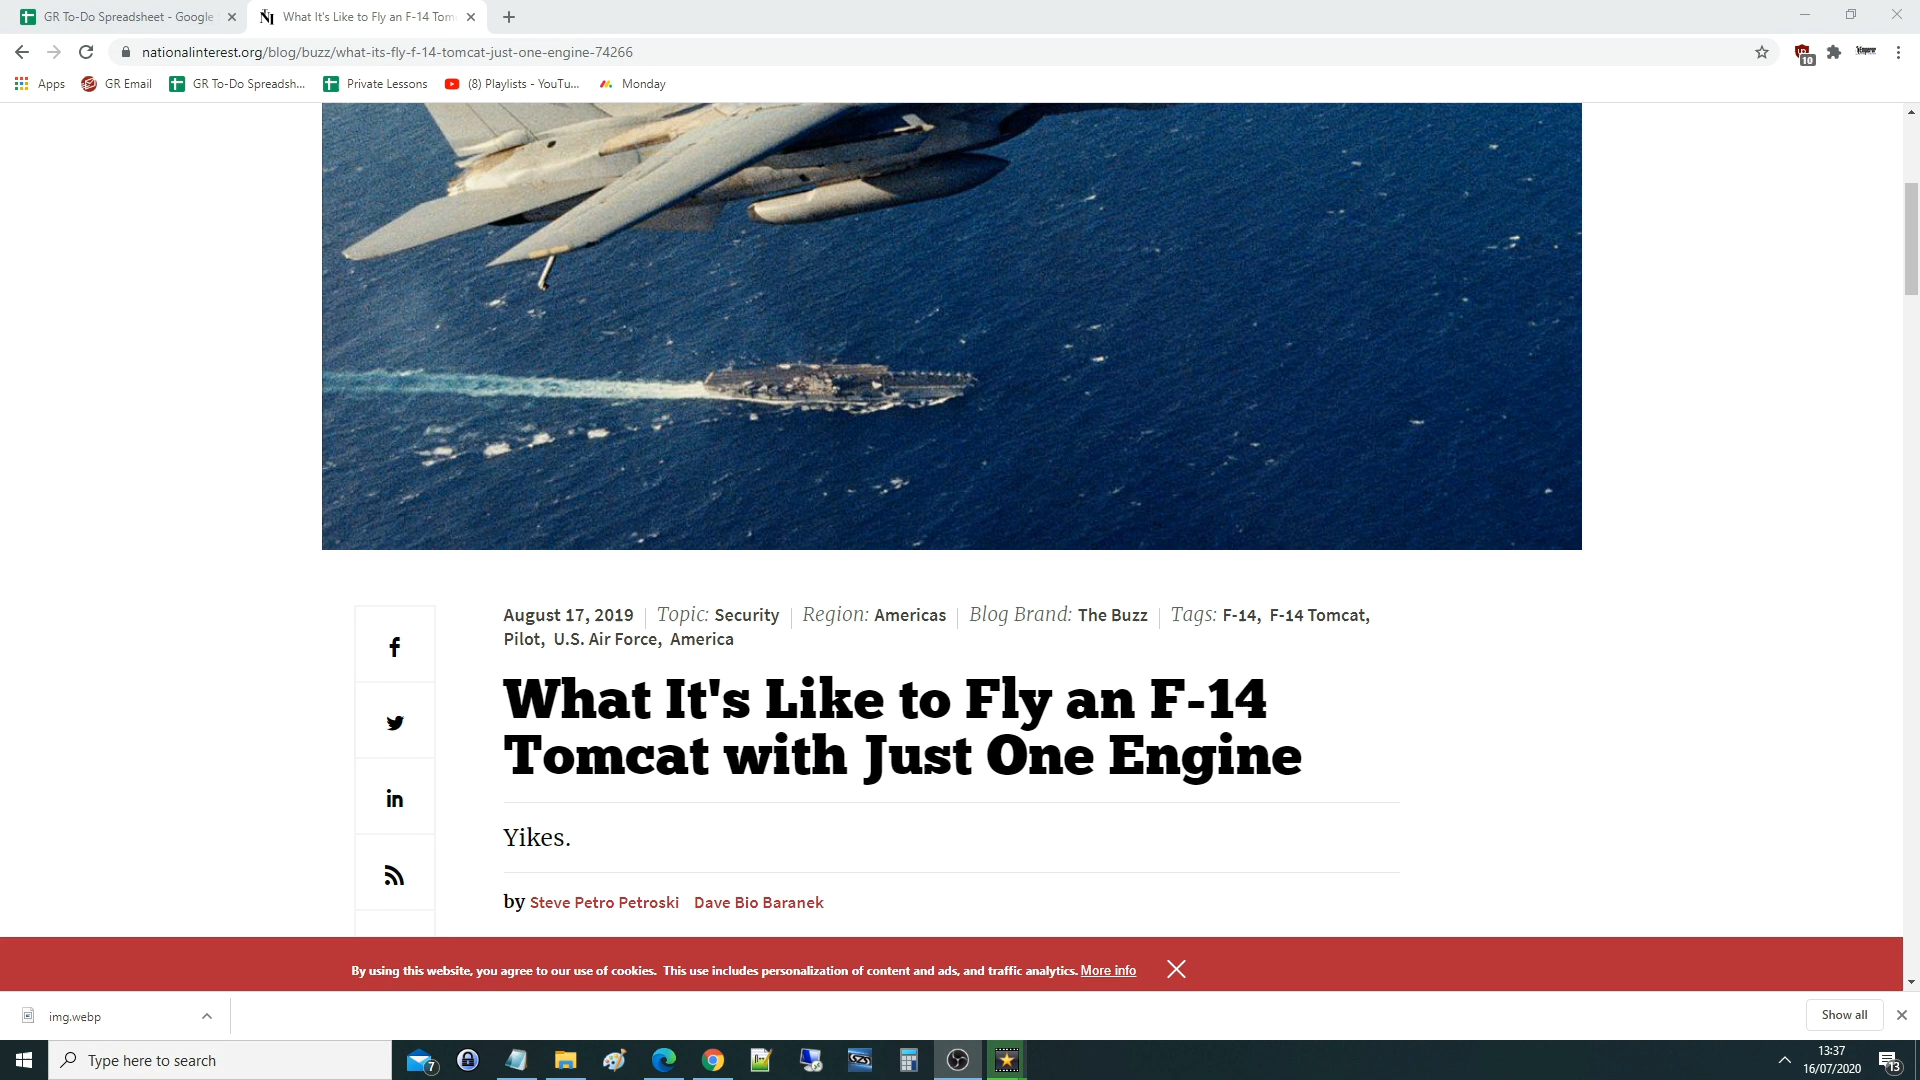 GR To-Do Spreadsheet - Google
What It's Like to Fly an F-14 Tom
nationalinterest.org/blog/buzz/what-its-fly-f-14-tomcat-just-one-engine-74266
10
Apps
GR Email
GR To-Do Spreadsh...
Private Lessons
(8) Playlists - YouTu...
Monday
August 17, 2019 Topic: Security Region: Americas Blog Brand: The Buzz Tags: F-14, F-14 Tomcat,
Pilot, U.S. Air Force, America
What It's Like to Fly an F-14
Tomcat with Just One Engine
Yikes.
by Steve Petro Petroski Dave Bio Baranek
By using this website, you agree to our use of cookies. This use includes personalization of content and ads, and traffic analytics. More info
img.webp
Show all
Type here to search
7
13:37
16/07/2020
13